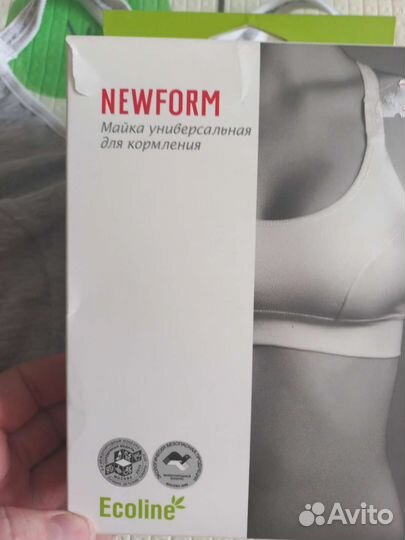 NEWFORM
Майка универсальная
для кормления
Ecoline
Avito